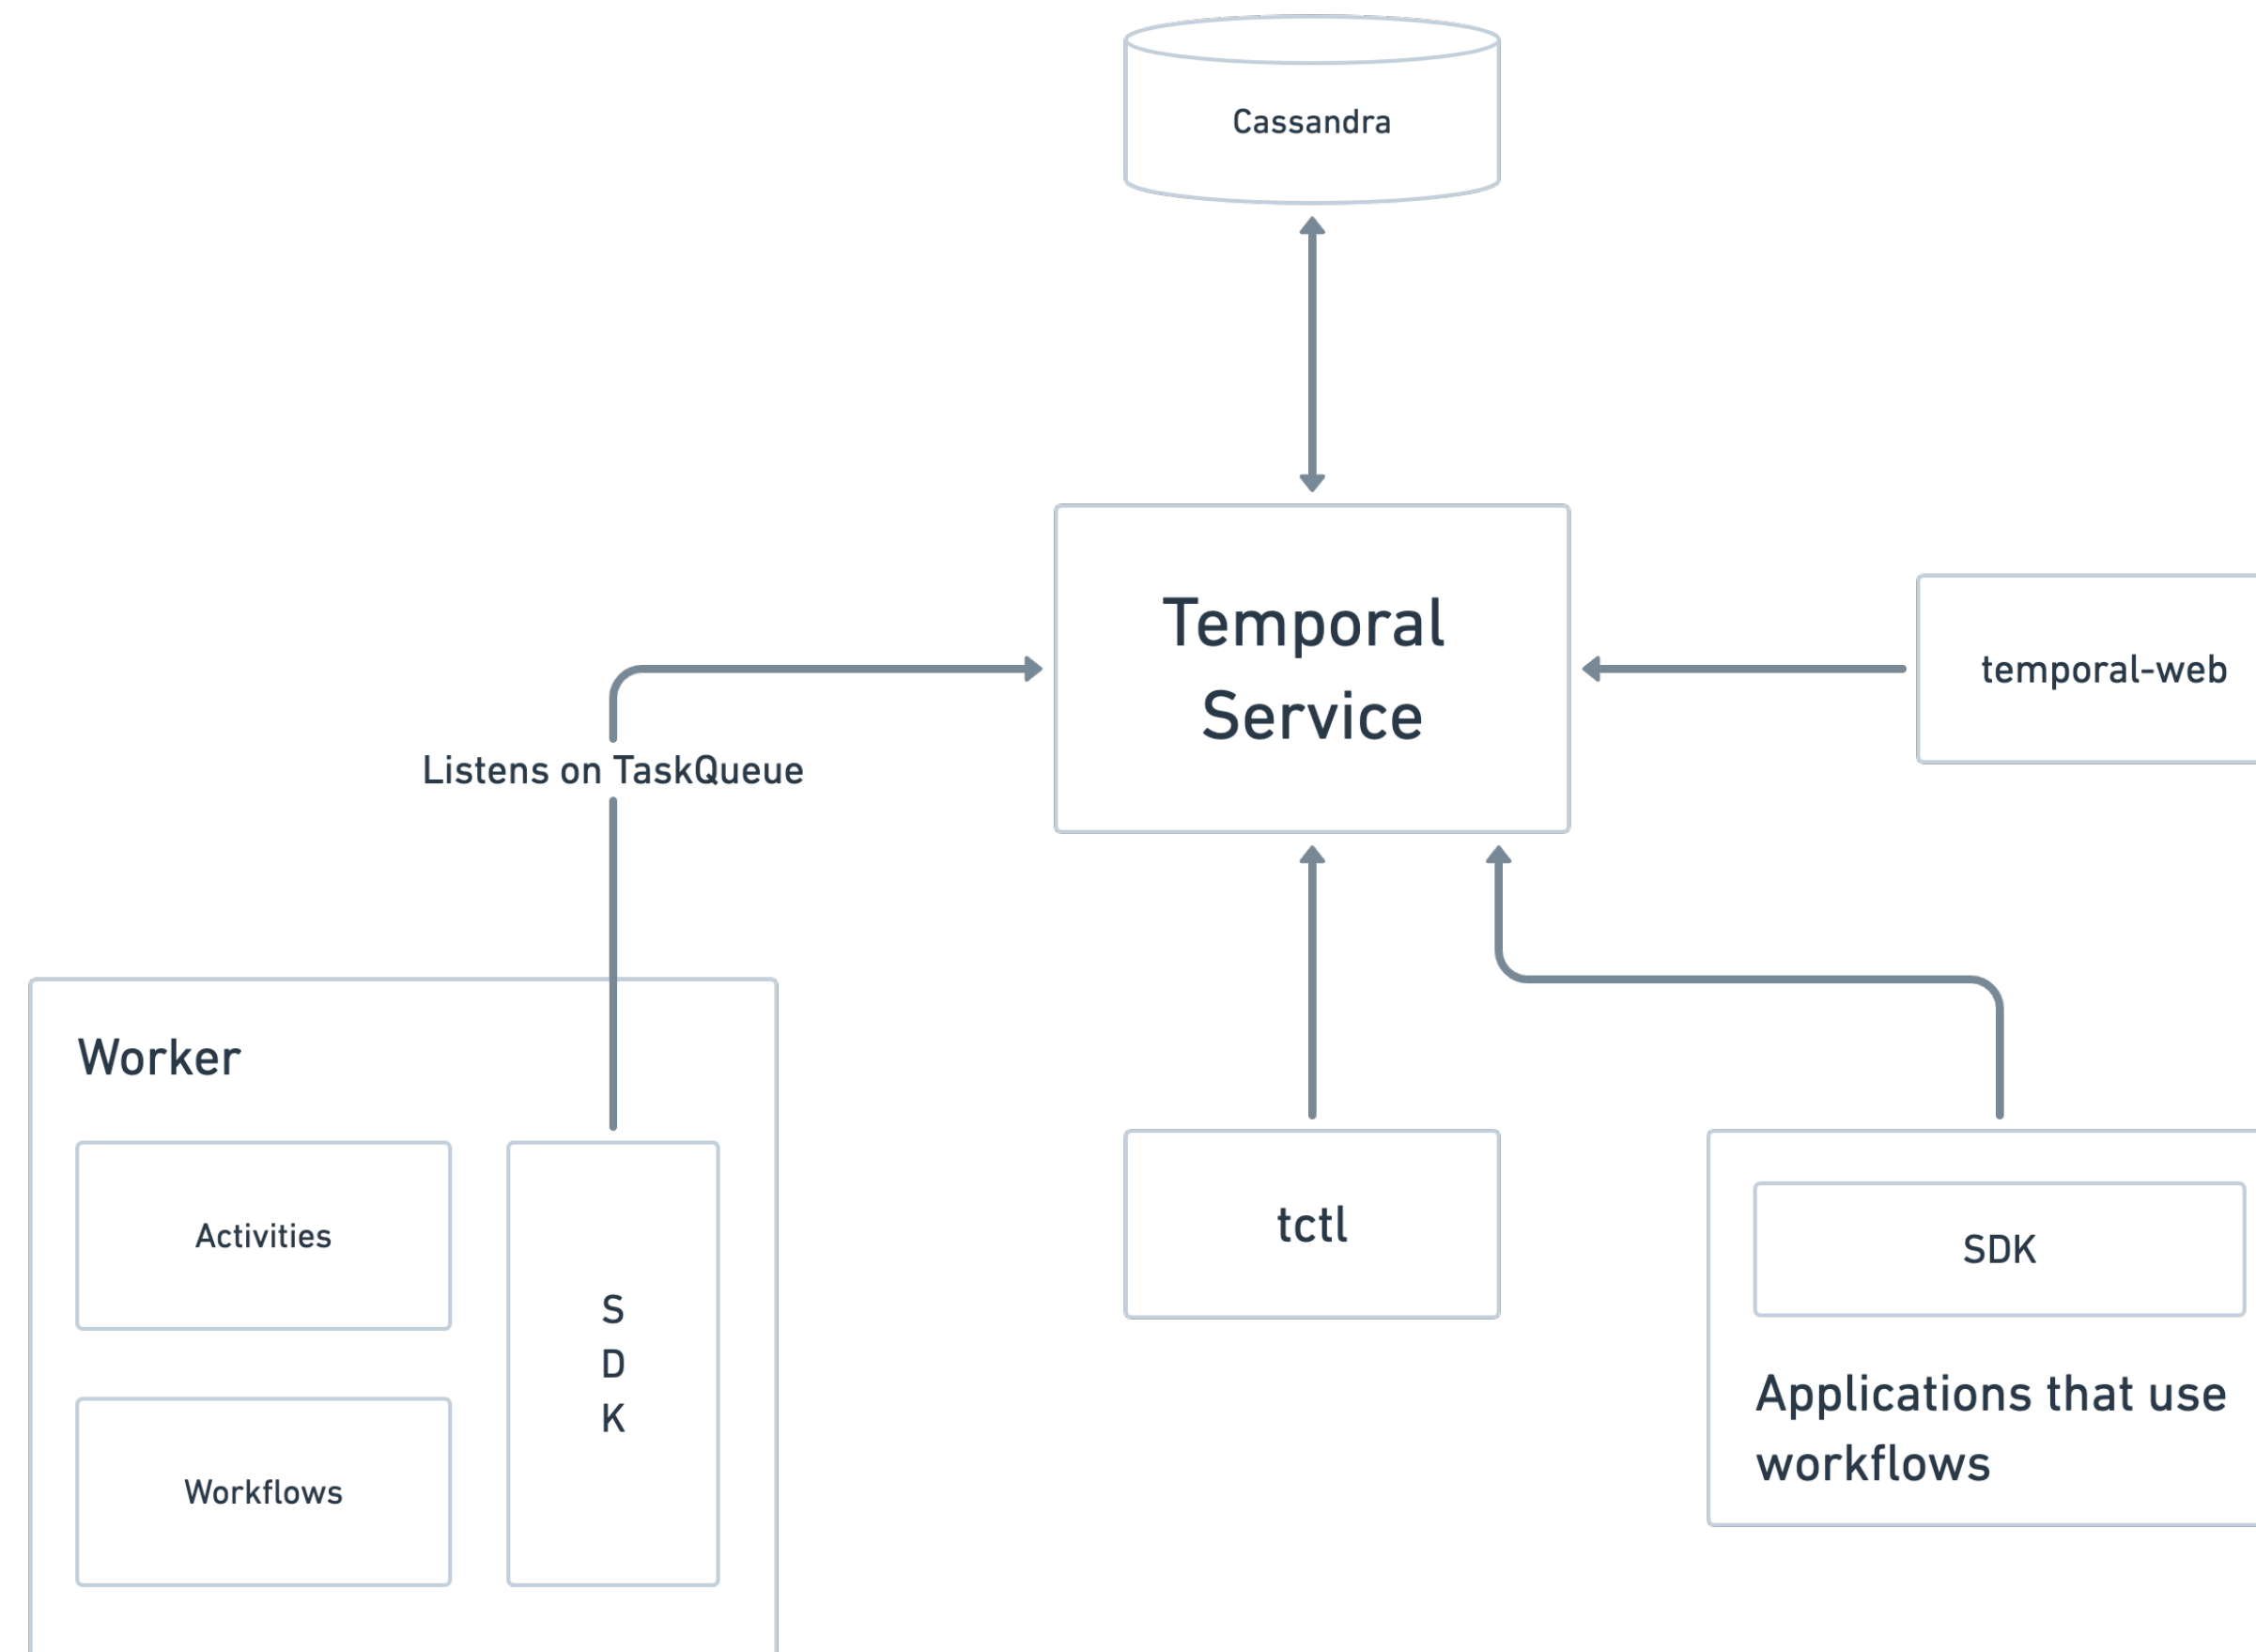 Cassandra
Temporal
Service
temporal-web
Listens on TaskQueue
Worker
Activities
Workflows
S
D
K
tctl
SDK
Applications that use
workflows